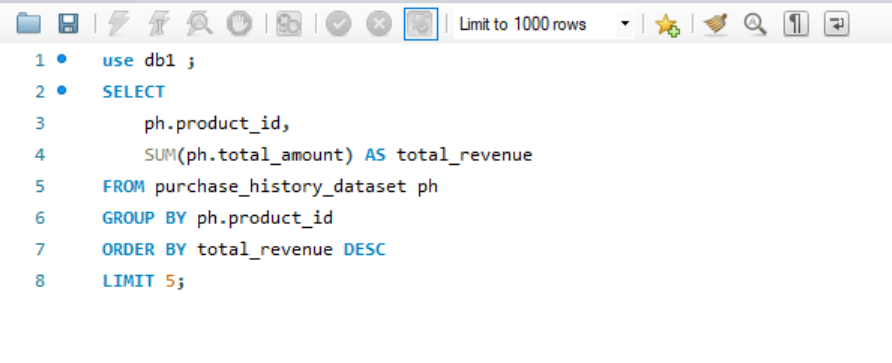 Limit to 1000 rows
1 use db1 ;
2 SELECT
3 ph.product_id,
4 SUM(ph.total_amount) AS total_revenue
5 FROM purchase_history_dataset ph
6 GROUP BY ph.product_id
7 ORDER BY total_revenue DESC
8 LIMIT 5;